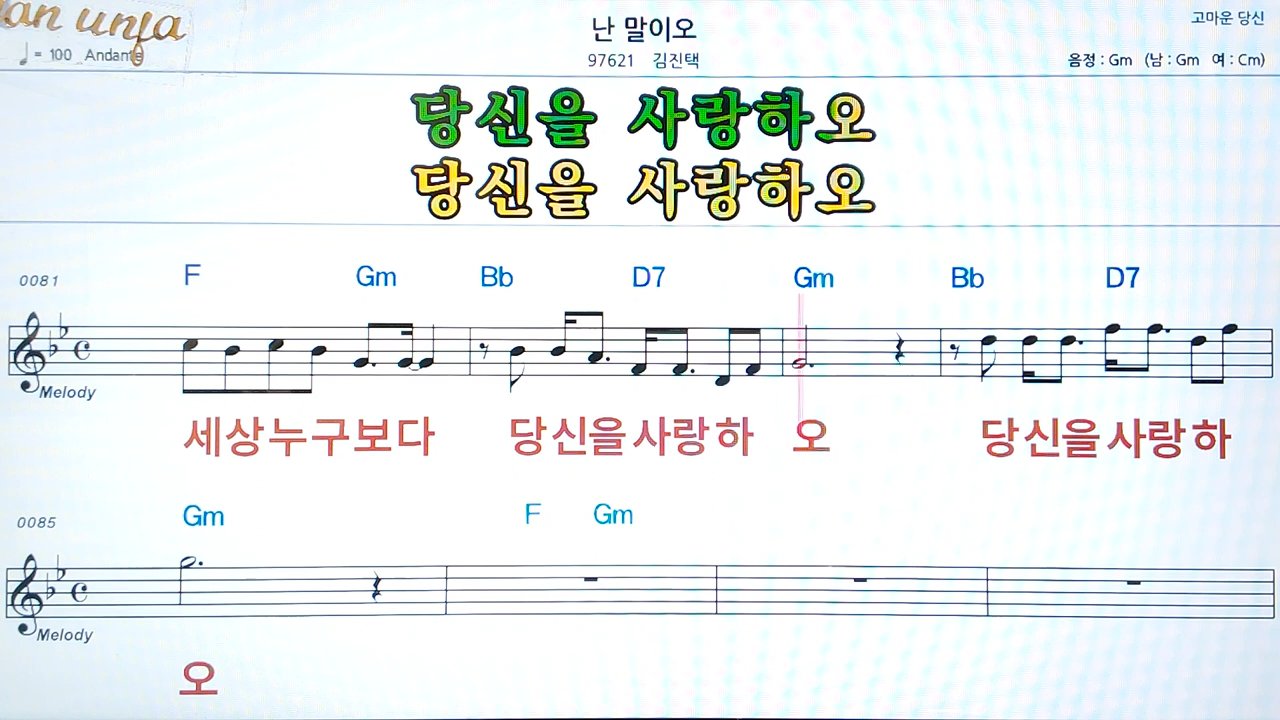 난 말이오
고마운 당신
♩ = 100 Andante
97621 김진택
음정 : Gm (남 : Gm 여 : Cm)
당신을 사랑하오
당신을 사랑하오
0081 F Gm Bb D7 Gm Bb D7
Melody
세상누구보다 당신을사랑하 오 당신을사랑하
0085 Gm F Gm
Melody
오